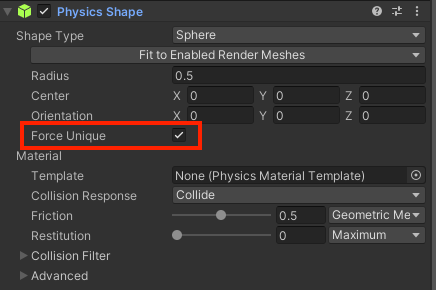 Physics Shape
Shape Type Sphere
Fit to Enabled Render Meshes
Radius 0.5
Center X 0 Y 0 Z 0
Orientation X 0 Y 0 Z 0
Force Unique
Material
Template None (Physics Material Template)
Collision Response Collide
Friction 0.5 Geometric Me
Restitution 0 Maximum
Collision Filter
Advanced